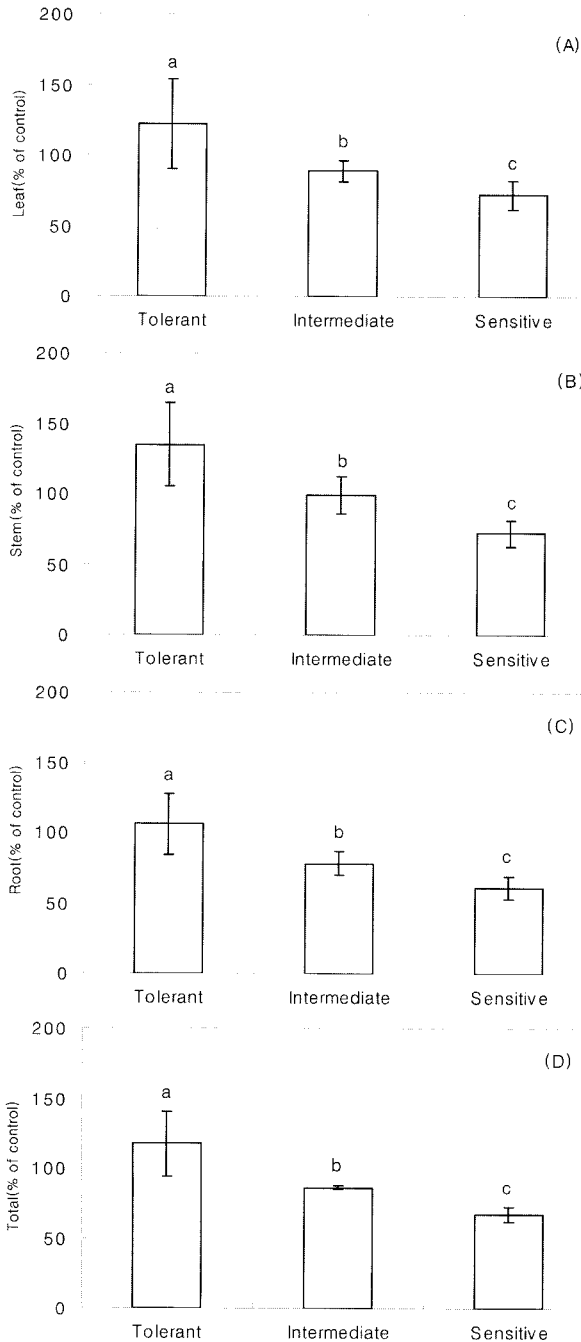 200
(A)
a
150
b
Leaf(% of control)
100
c
50
0
Tolerant Intermediate Sensitive
200
(B)
a
150
b
Stem(% of control)
100
c
50
0
Tolerant Intermediate Sensitive
200
(C)
a
150
b
Root(% of control)
100
c
50
0
Tolerant Intermediate Sensitive
200
(D)
a
150
b
Total(% of control)
100
c
50
0
Tolerant Intermediate Sensitive